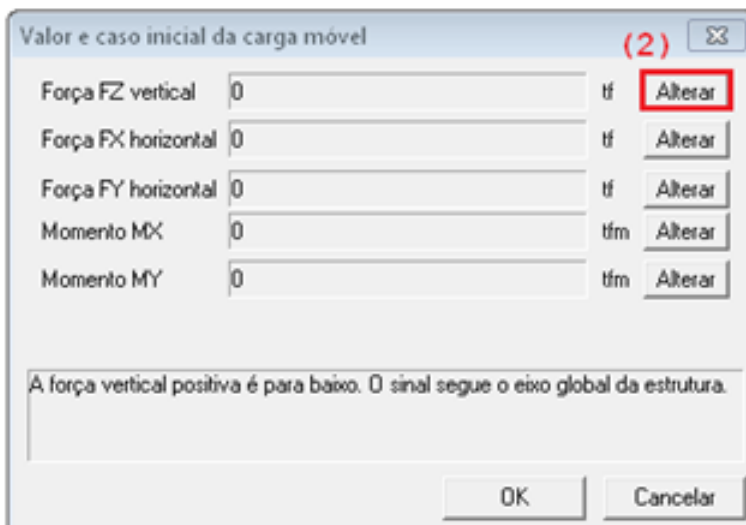 Valor e caso inicial da carga móvel
(2)
Força FZ vertical 0 tf Alterar
Força FX horizontal 0 tf Alterar
Força FY horizontal 0 tf Alterar
Momento MX 0 tfm Alterar
Momento MY 0 tfm Alterar
A força vertical positiva é para baixo. O sinal segue o eixo global da estrutura.
OK Cancelar